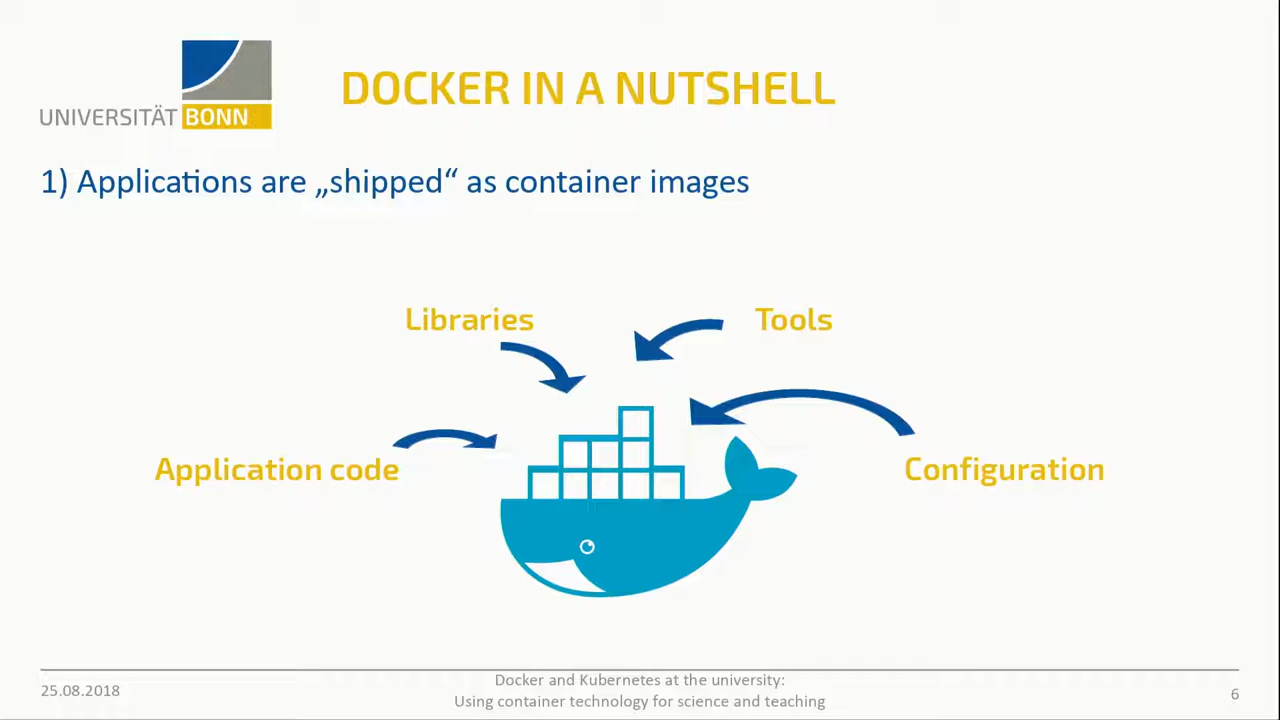 UNIVERSITÄT BONN
DOCKER IN A NUTSHELL
1) Applications are „shipped“ as container images
Libraries
Tools
Application code
Configuration
25.08.2018
Docker and Kubernetes at the university:
Using container technology for science and teaching
6